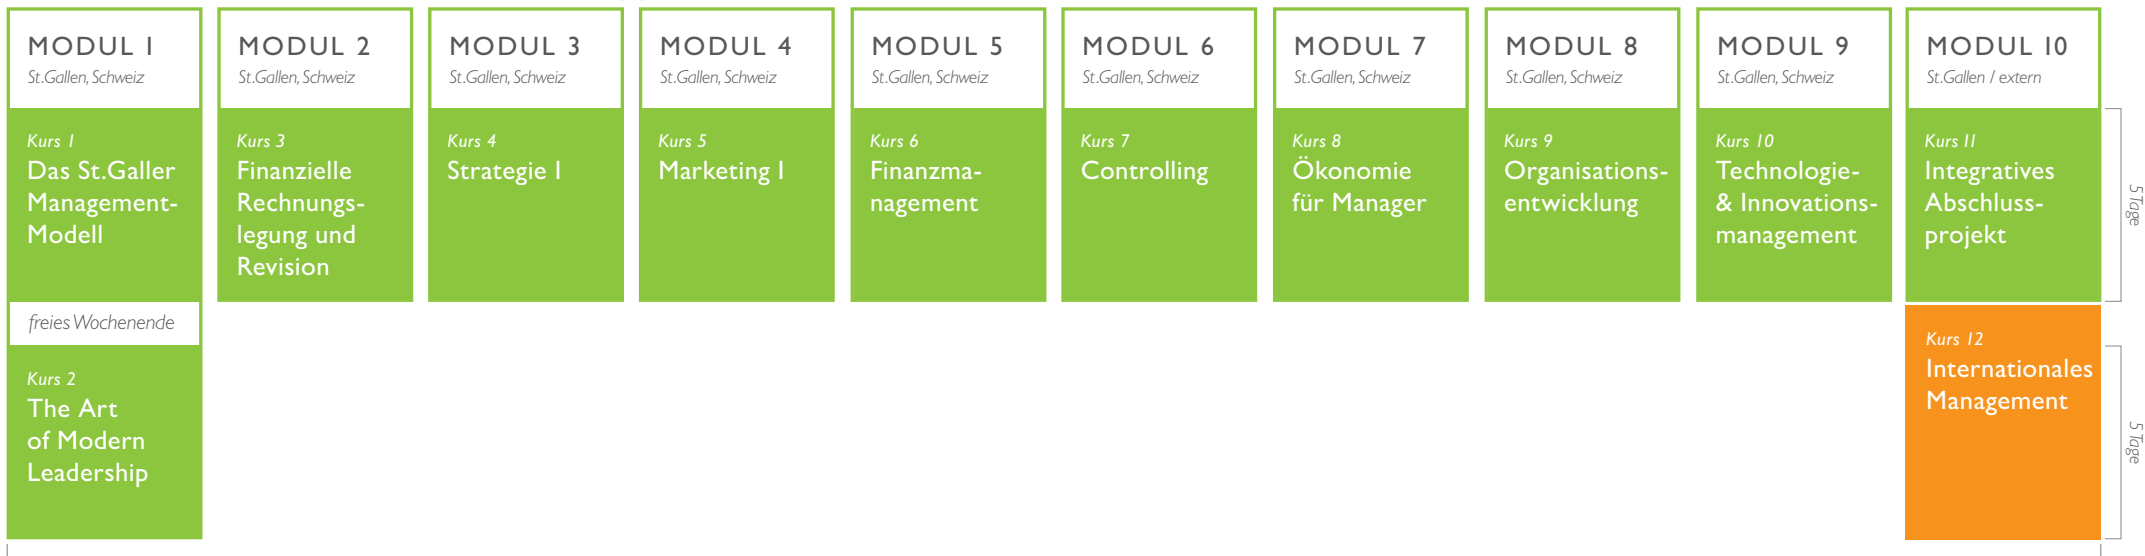 MODUL 1
St.Gallen, Schweiz
Kurs 1
Das St.Galler
Management-
Modell
freies Wochenende
Kurs 2
The Art
of Modern
Leadership
MODUL 2
St.Gallen, Schweiz
Kurs 3
Finanzielle
Rechnungs-
legung und
Revision
MODUL 3
St.Gallen, Schweiz
Kurs 4
Strategie I
MODUL 4
St.Gallen, Schweiz
Kurs 5
Marketing I
MODUL 5
St.Gallen, Schweiz
Kurs 6
Finanzma-
nagement
MODUL 6
St.Gallen, Schweiz
Kurs 7
Controlling
MODUL 7
St.Gallen, Schweiz
Kurs 8
Ökonomie
für Manager
MODUL 8
St.Gallen, Schweiz
Kurs 9
Organisations-
entwicklung
MODUL 9
St.Gallen, Schweiz
Kurs 10
Technologie-
& Innovations-
management
MODUL 10
St.Gallen / extern
Kurs 11
Integratives
Abschluss-
projekt
Kurs 12
Internationales
Management
5 Tage
5 Tage